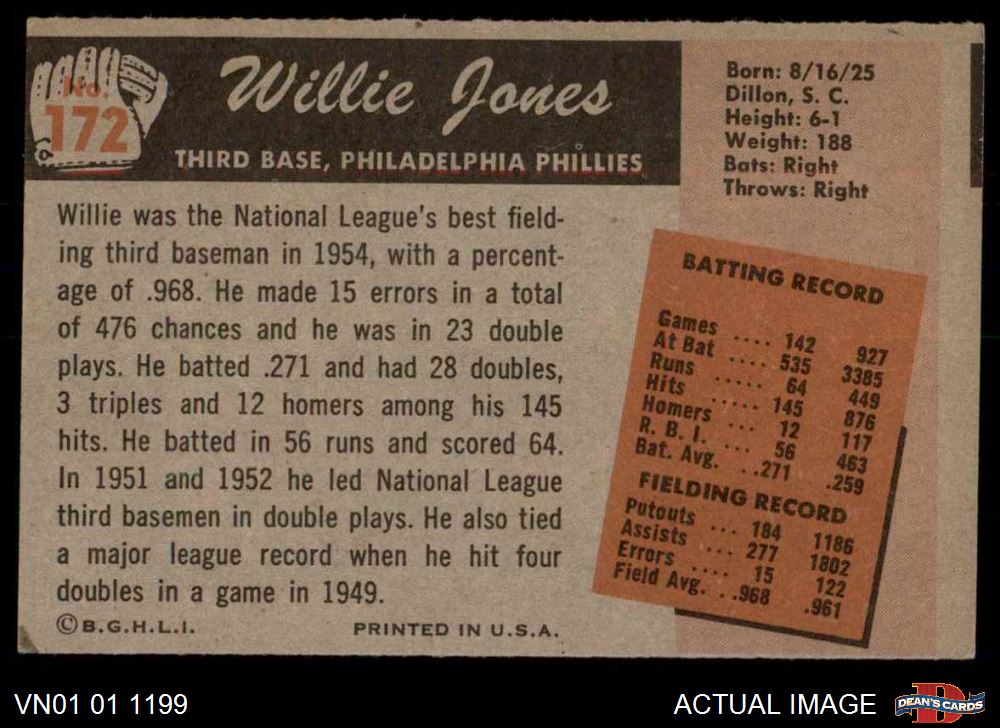 No.
172
Willie Jones
THIRD BASE, PHILADELPHIA PHILLIES
Born: 8/16/25
Dillon, S. C.
Height: 6-1
Weight: 188
Bats: Right
Throws: Right
Willie was the National League's best field-
ing third baseman in 1954, with a percent-
age of .968. He made 15 errors in a total
of 476 chances and he was in 23 double
plays. He batted .271 and had 28 doubles,
3 triples and 12 homers among his 145
hits. He batted in 56 runs and scored 64.
In 1951 and 1952 he led National League
third basemen in double plays. He also tied
a major league record when he hit four
doubles in a game in 1949.
©B.G.H.L.I. PRINTED IN U.S.A.
BATTING RECORD
Games .... 142 927
At Bat .... 535 3385
Runs ..... 64 449
Hits ..... 145 876
Homers ... 12 117
R. B. I. ... 56 463
Bat. Avg. . .271 .259
FIELDING RECORD
Putouts ... 184 1186
Assists ... 277 1802
Errors .... 15 122
Field Avg. . .968 .961
VN01 01 1199
ACTUAL IMAGE
D
DEAN'S CARDS